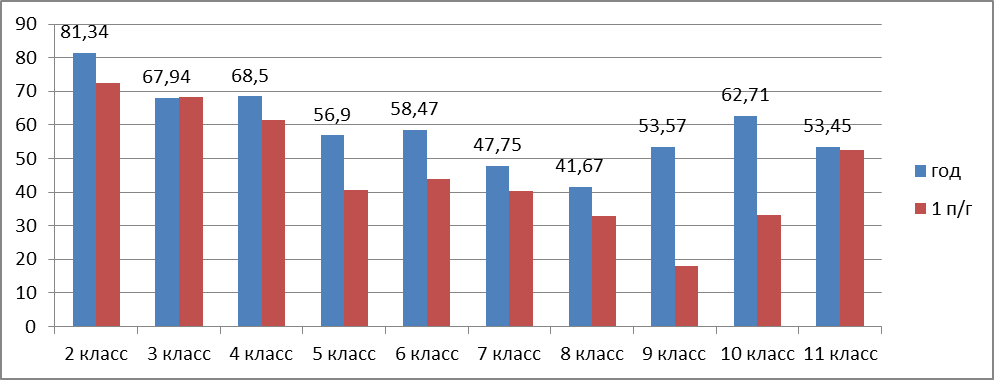 90
80
70
60
50
40
30
20
10
0
81,34
67,94
68,5
56,9
58,47
47,75
41,67
53,57
62,71
53,45
2 класс
3 класс
4 класс
5 класс
6 класс
7 класс
8 класс
9 класс
10 класс
11 класс
год
1 п/г